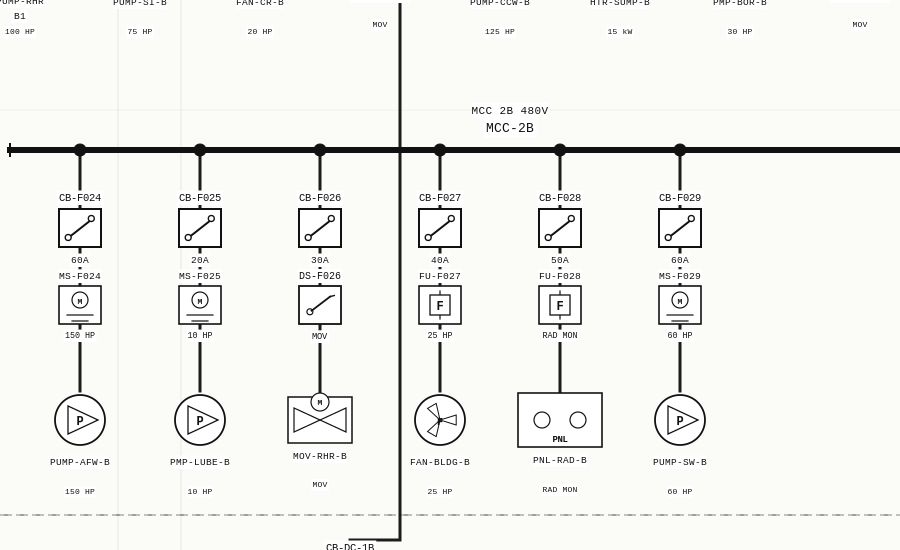 PUMP-SI-B FAN-CR-B PUMP-CCW-B HTR-SUMP-B PMP-BOR-B
B1 MOV MOV
100 HP 75 HP 20 HP 125 HP 15 kW 30 HP
MCC 2B 480V
MCC-2B
CB-F024 CB-F025 CB-F026 CB-F027 CB-F028 CB-F029
60A 20A 30A 40A 50A 60A
MS-F024 MS-F025 DS-F026 FU-F027 FU-F028 MS-F029
M M F F M
150 HP 10 HP MOV 25 HP RAD MON 60 HP
M
P P P
PNL
PUMP-AFW-B PMP-LUBE-B MOV-RHR-B FAN-BLDG-B PNL-RAD-B PUMP-SW-B
150 HP 10 HP MOV 25 HP RAD MON 60 HP
CB-DC-1B